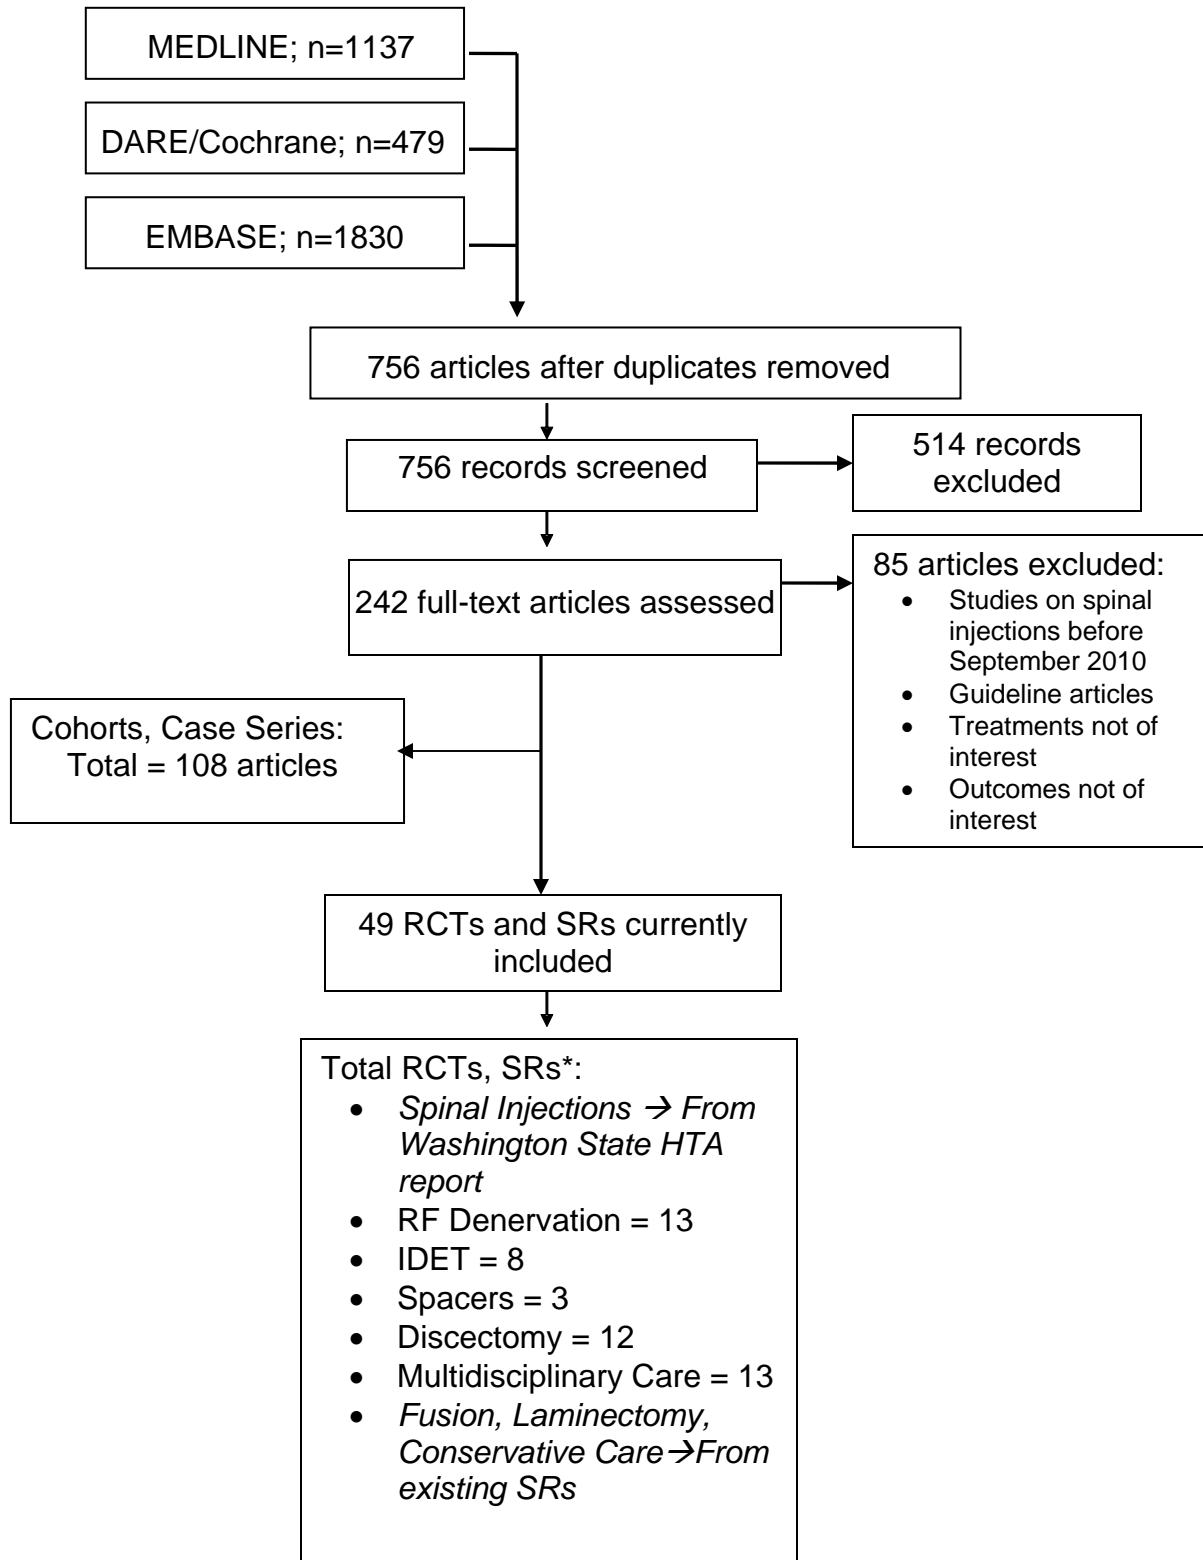 MEDLINE; n=1137
DARE/Cochrane; n=479
EMBASE; n=1830
756 articles after duplicates removed
756 records screened
514 records
excluded
242 full-text articles assessed
85 articles excluded:
• Studies on spinal
injections before
September 2010
• Guideline articles
• Treatments not of
interest
• Outcomes not of
interest
Cohorts, Case Series:
Total = 108 articles
49 RCTs and SRs currently
included
Total RCTs, SRs*:
• Spinal Injections → From
Washington State HTA
report
• RF Denervation = 13
• IDET = 8
• Spacers = 3
• Discectomy = 12
• Multidisciplinary Care = 13
• Fusion, Laminectomy,
Conservative Care→From
existing SRs